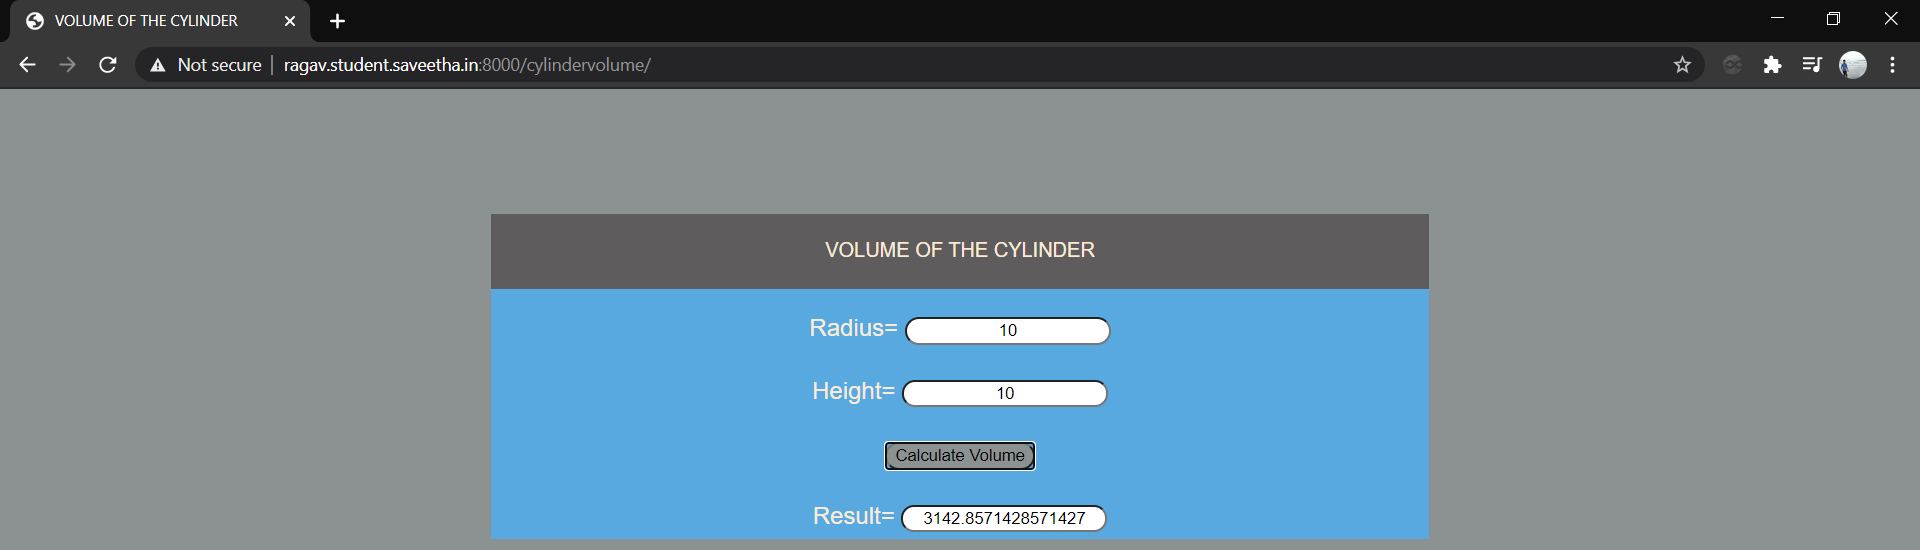 VOLUME OF THE CYLINDER
Not secure ragav.student.saveetha.in:8000/cylindervolume/
VOLUME OF THE CYLINDER
Radius= 10
Height= 10
Calculate Volume
Result= 3142.8571428571427